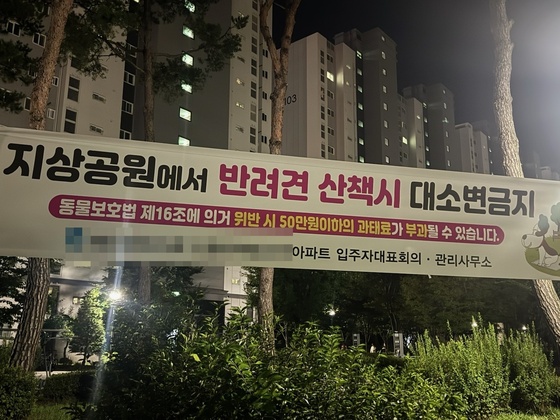 지상공원에서 반려견 산책시 대소변금지
동물보호법 제16조에 의거 위반 시 50만원이하의 과태료가 부과될 수 있습니다.
아파트 입주자대표회의 · 관리사무소
103